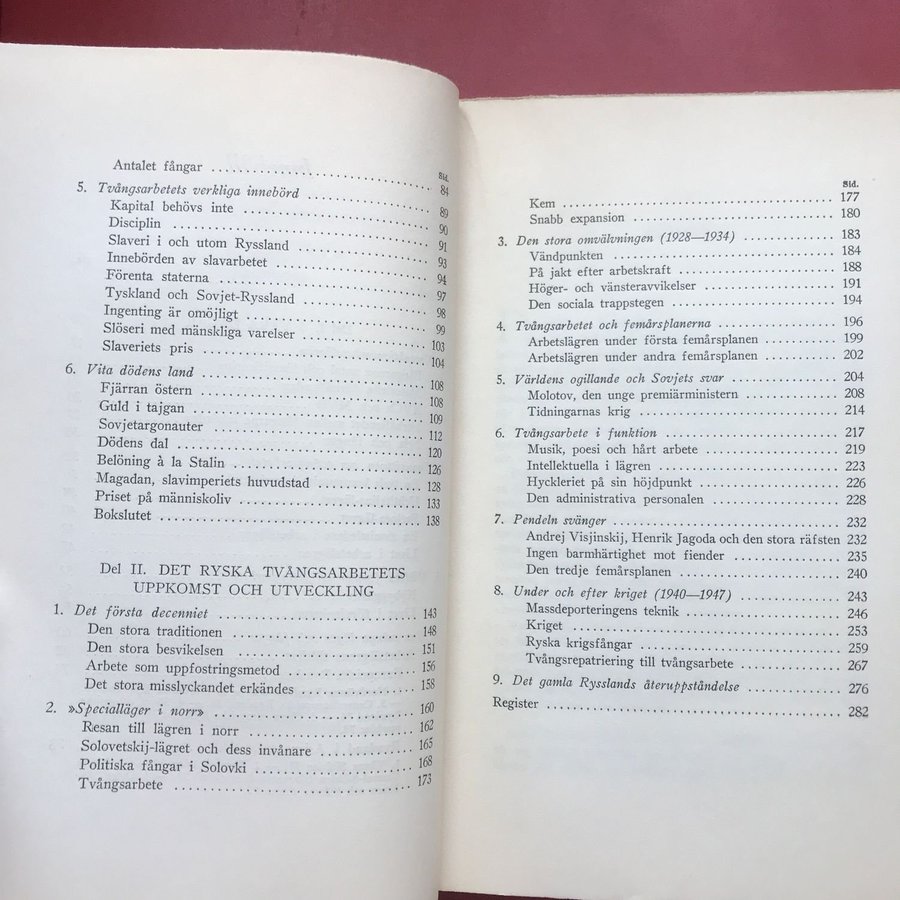 Sid.
Antalet fångar ........ 84
5. Tvångsarbetets verkliga innebörd ........ 89
Kapital behövs inte ........ 90
Disciplin ........ 91
Slaveri i och utom Ryssland ........ 93
Innebörden av slavarbetet ........ 94
Förenta staterna ........ 97
Tyskland och Sovjet-Ryssland ........ 98
Ingenting är omöjligt ........ 99
Slöseri med mänskliga varelser ........ 103
Slaveriets pris ........ 104
6. Vita dödens land ........ 108
Fjärran östern ........ 108
Guld i tajgan ........ 109
Sovjetargonauter ........ 112
Dödens dal ........ 120
Belöning à la Stalin ........ 126
Magadan, slavimperiets huvudstad ........ 128
Priset på människoliv ........ 133
Bokslutet ........ 138
Del II. DET RYSKA TVÅNGSARBETETS
UPPKOMST OCH UTVECKLING
1. Det första decenniet ........ 143
Den stora traditionen ........ 148
Den stora besvikelsen ........ 151
Arbete som uppfostringsmetod ........ 156
Det stora misslyckandet erkändes ........ 158
2. »Specialläger i norr» ........ 160
Resan till lägren i norr ........ 162
Solovetskij-lägret och dess invånare ........ 165
Politiska fångar i Solovki ........ 168
Tvångsarbete ........ 173
Sid.
Kem ........ 177
Snabb expansion ........ 180
3. Den stora omvälvningen (1928—1934) ........ 183
Vändpunkten ........ 184
På jakt efter arbetskraft ........ 188
Höger- och vänsteravvikelser ........ 191
Den sociala trappstegen ........ 194
4. Tvångsarbetet och femårsplanerna ........ 196
Arbetslägren under första femårsplanen ........ 199
Arbetslägren under andra femårsplanen ........ 202
5. Världens ogillande och Sovjets svar ........ 204
Molotov, den unge premiärministern ........ 208
Tidningarnas krig ........ 214
6. Tvångsarbete i funktion ........ 217
Musik, poesi och hårt arbete ........ 219
Intellektuella i lägren ........ 223
Hyckleriet på sin höjdpunkt ........ 226
Den administrativa personalen ........ 228
7. Pendeln svänger ........ 232
Andrej Visjinskij, Henrik Jagoda och den stora räfsten 232
Ingen barmhärtighet mot fiender ........ 235
Den tredje femårsplanen ........ 240
8. Under och efter kriget (1940—1947) ........ 243
Massdeporteringens teknik ........ 246
Kriget ........ 253
Ryska krigsfångar ........ 259
Tvångsrepatriering till tvångsarbete ........ 267
9. Det gamla Rysslands återuppståndelse ........ 276
Register ........ 282